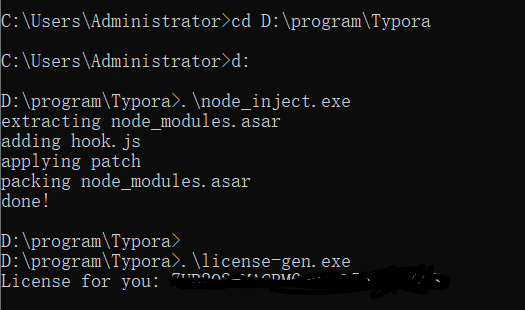 C:\Users\Administrator>cd D:\program\Typora
C:\Users\Administrator>d:
D:\program\Typora>.\node_inject.exe
extracting node_modules.asar
adding hook.js
applying patch
packing node_modules.asar
done!
D:\program\Typora>
D:\program\Typora>.\license-gen.exe
License for you: